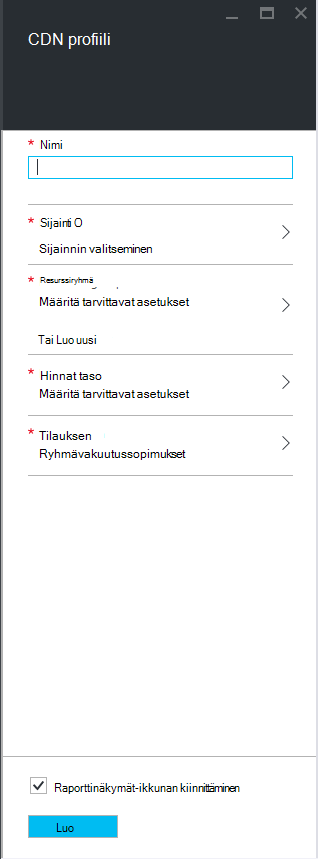 CDN profiili
* Nimi
* Sijainti O
Sijainnin valitseminen
* Resurssiryhmä
Määritä tarvittavat asetukset
Tai Luo uusi
* Hinnat taso
Määritä tarvittavat asetukset
* Tilauksen
Ryhmävakuutussopimukset
Raporttinäkymät-ikkunan kiinnittäminen
Luo